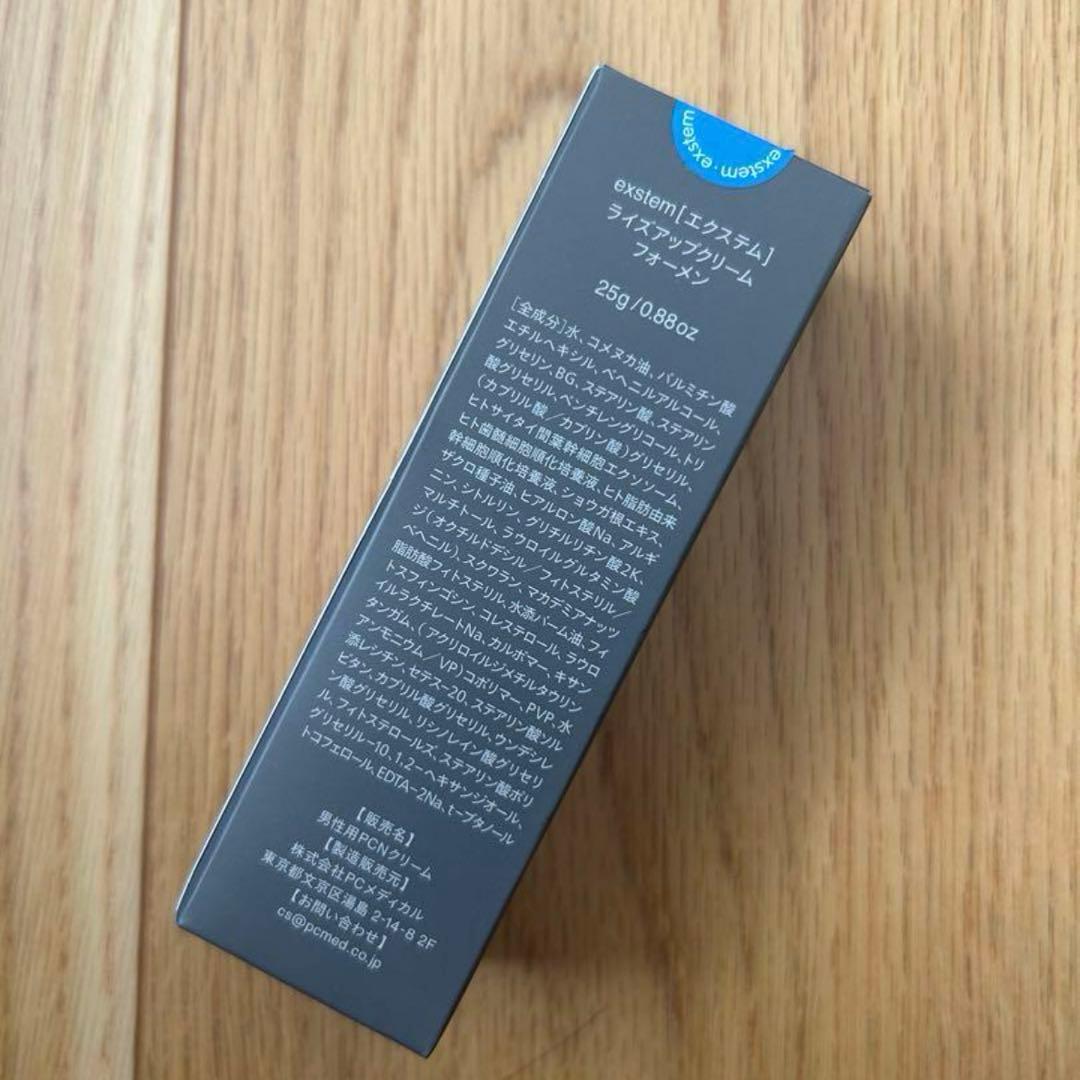 exstem・exstem
exstem[エクステム]
ライズアップクリーム
フォーメン
25g/0.88oz
[全成分]水、コメヌカ油、パルミチン酸
エチルヘキシル、ベヘニルアルコール、
グリセリン、BG、ステアリン酸、ステアリン
酸グリセリル、ペンチレングリコール、トリ
(カプリル酸/カプリン酸)グリセリル、
ヒトサイタイ間葉幹細胞エクソソーム、
ヒト歯髄細胞順化培養液、ヒト脂肪由来
幹細胞順化培養液、ショウガ根エキス、
ザクロ種子油、ヒアルロン酸Na、アルギ
ニン、シトルリン、グリチルリチン酸2K、
マルチトール、ラウロイルグルタミン酸
ジ(オクチルドデシル/フィトステリル/
ベヘニル)、スクワラン、マカデミアナッツ
脂肪酸フィトステリル、水添パーム油、フィ
トスフィンゴシン、コレステロール、ラウロ
イルラクチレートNa、カルボマー、キサン
タンガム、(アクリロイルジメチルタウリン
アンモニウム/VP)コポリマー、PVP、水
添レシチン、セテス-20、ステアリン酸ソル
ビタン、カプリル酸グリセリル、ウンデシレ
ン酸グリセリル、リシノレイン酸グリセリ
ル、フィトステロールズ、ステアリン酸ポリ
グリセリル-10、1,2-ヘキサンジオール、
トコフェロール、EDTA-2Na、t-ブタノール
【販売名】
男性用PCNクリーム
【製造販売元】
株式会社PCメディカル
東京都文京区湯島 2-14-8 2F
【お問い合わせ】
cs@pcmed.co.jp